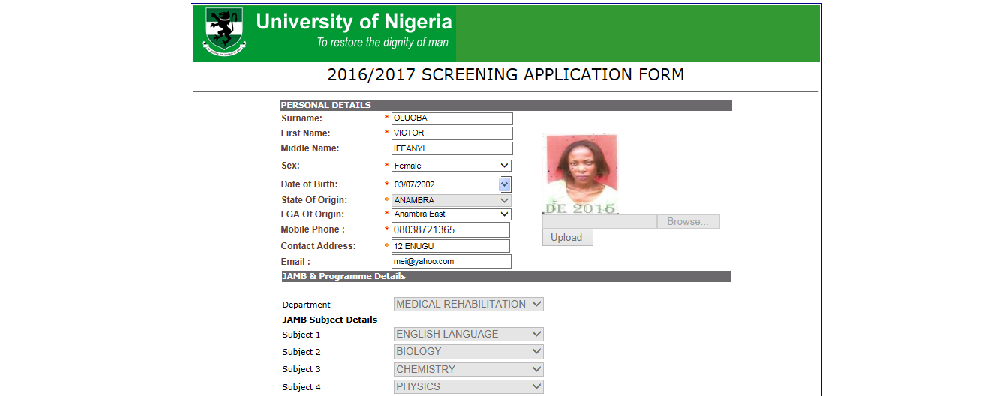 University of Nigeria
To restore the dignity of man
2016/2017 SCREENING APPLICATION FORM
PERSONAL DETAILS
Surname: * OLUOBA
First Name: * VICTOR
Middle Name: IFEANYI
Sex: * Female
Date of Birth: * 03/07/2002
State Of Origin: * ANAMBRA
LGA Of Origin: * Anambra East
Mobile Phone : * 08038721365
Contact Address: * 12 ENUGU
Email : mei@yahoo.com
DE 2015
Browse...
Upload
JAMB & Programme Details
Department MEDICAL REHABILITATION
JAMB Subject Details
Subject 1 ENGLISH LANGUAGE
Subject 2 BIOLOGY
Subject 3 CHEMISTRY
Subject 4 PHYSICS